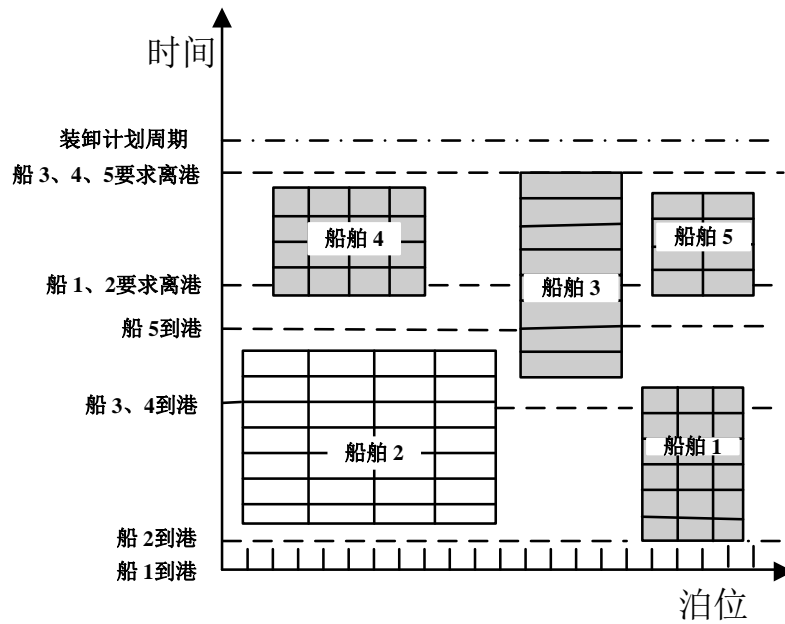 时间
装卸计划周期
船 3、4、5要求离港
船舶 4
船舶 5
船 1、2要求离港
船舶 3
船 5到港
船 3、4到港
船舶 2
船舶 1
船 2到港
船 1到港
泊位